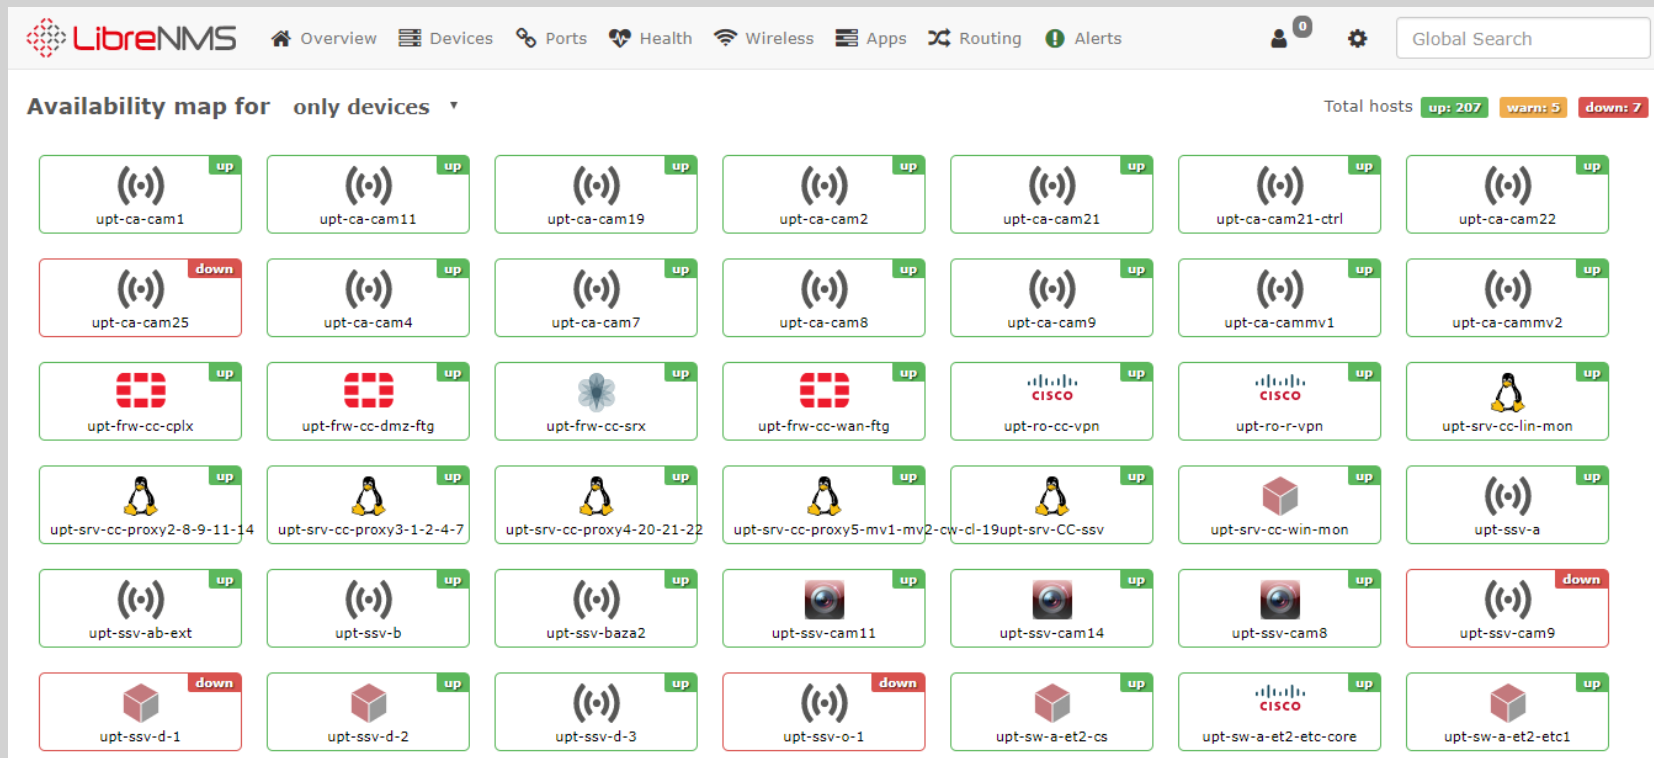 LibreNMS Overview Devices Ports Health Wireless Apps Routing Alerts 0 Global Search
Availability map for only devices Total hosts up: 207 warn: 5 down: 7
up up up up up up up
upt-ca-cam1 upt-ca-cam11 upt-ca-cam19 upt-ca-cam2 upt-ca-cam21 upt-ca-cam21-ctrl upt-ca-cam22
down up up up up up up
upt-ca-cam25 upt-ca-cam4 upt-ca-cam7 upt-ca-cam8 upt-ca-cam9 upt-ca-cammv1 upt-ca-cammv2
up up up up up up up
CISCO CISCO
upt-frw-cc-cplx upt-frw-cc-dmz-ftg upt-frw-cc-srx upt-frw-cc-wan-ftg upt-ro-cc-vpn upt-ro-r-vpn upt-srv-cc-lin-mon
up up up up up up up
upt-srv-cc-proxy2-8-9-11-14 upt-srv-cc-proxy3-1-2-4-7 upt-srv-cc-proxy4-20-21-22 upt-srv-cc-proxy5-mv1-mv2-cw-cl-19 upt-srv-CC-ssv upt-srv-cc-win-mon upt-ssv-a
up up up up up up down
upt-ssv-ab-ext upt-ssv-b upt-ssv-baza2 upt-ssv-cam11 upt-ssv-cam14 upt-ssv-cam8 upt-ssv-cam9
down up up down up up up
CISCO
upt-ssv-d-1 upt-ssv-d-2 upt-ssv-d-3 upt-ssv-o-1 upt-sw-a-et2-cs upt-sw-a-et2-etc-core upt-sw-a-et2-etc1